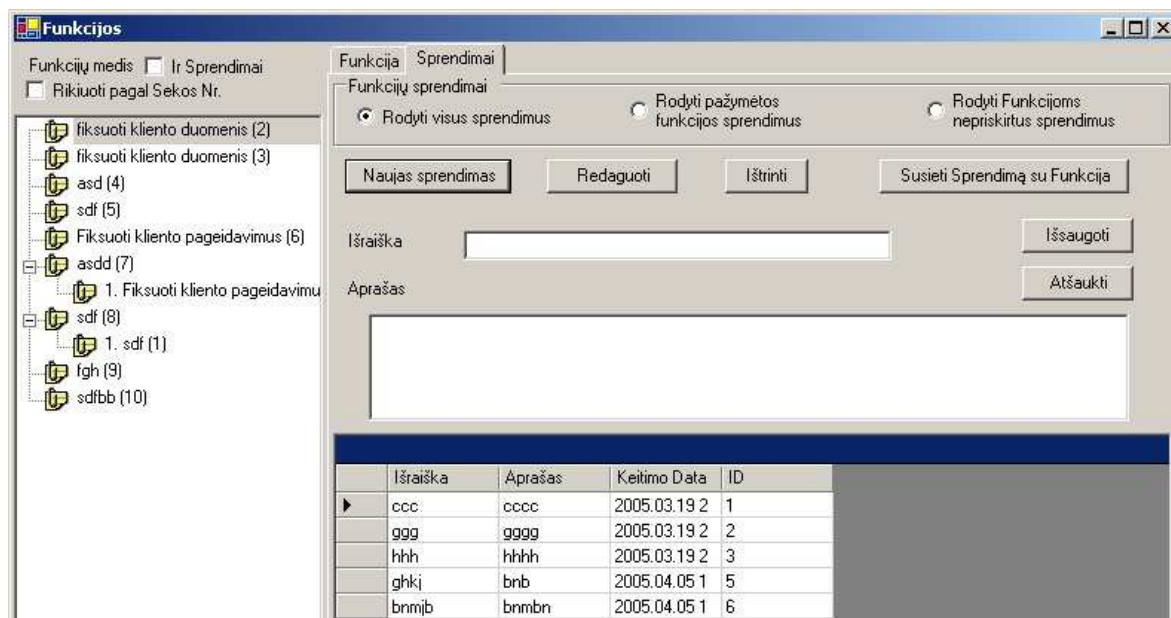 Funkcijos
Funkcijų medis Ir Sprendimai
Rikiuoti pagal Sekos Nr.
fiksuoti kliento duomenis (2)
fiksuoti kliento duomenis (3)
asd (4)
sdf (5)
Fiksuoti kliento pageidavimus (6)
asdd (7)
1. Fiksuoti kliento pageidavimu
sdf (8)
1. sdf (1)
fgh (9)
sdfbb (10)
Funkcija Sprendimai
Funkcijų sprendimai
Rodyti visus sprendimus
Rodyti pažymėtos
funkcijos sprendimus
Rodyti Funkcijoms
nepriskirtus sprendimus
Naujas sprendimas Redaguoti Ištrinti Susieti Sprendimą su Funkcija
Išraiška
Išsaugoti
Aprašas
Atšaukti
Išraiška Aprašas Keitimo Data ID
ccc cccc 2005.03.19 2 1
ggg gggg 2005.03.19 2 2
hhh hhhh 2005.03.19 2 3
ghkj bnb 2005.04.05 1 5
bnmjb bnmbn 2005.04.05 1 6